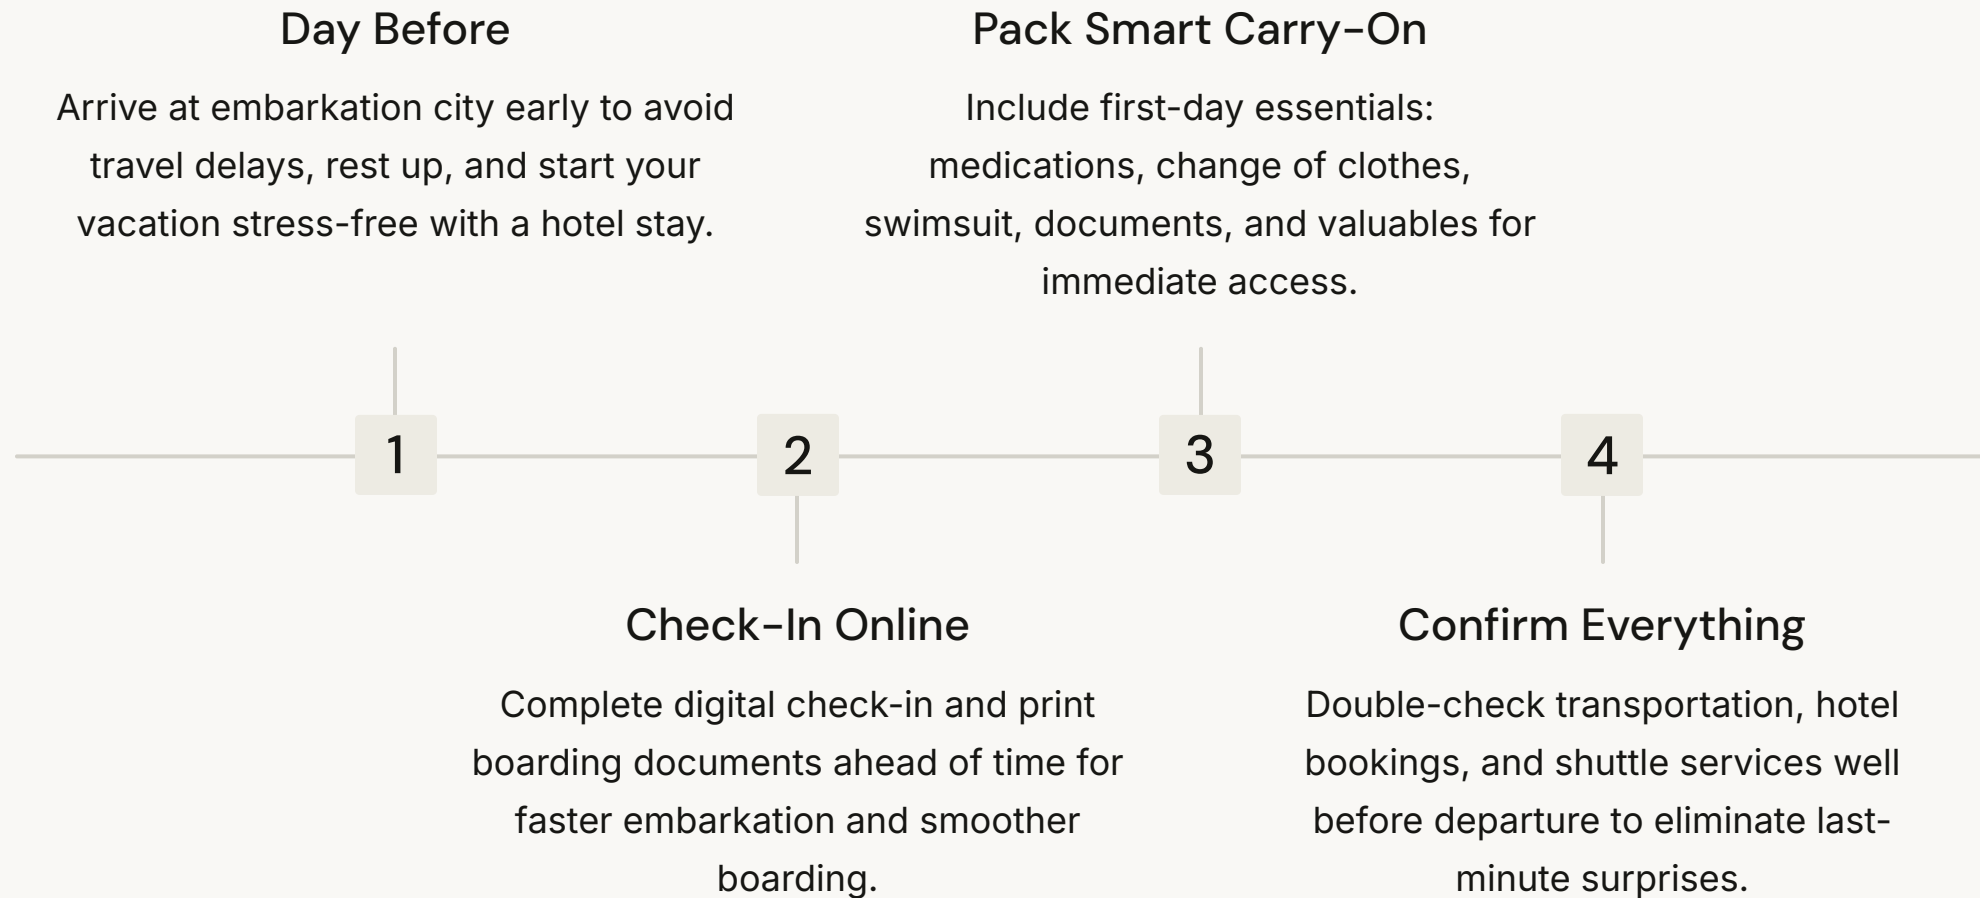 Day Before
Arrive at embarkation city early to avoid
travel delays, rest up, and start your
vacation stress-free with a hotel stay.
Pack Smart Carry-On
Include first-day essentials:
medications, change of clothes,
swimsuit, documents, and valuables for
immediate access.
1
2
3
4
Check-In Online
Complete digital check-in and print
boarding documents ahead of time for
faster embarkation and smoother
boarding.
Confirm Everything
Double-check transportation, hotel
bookings, and shuttle services well
before departure to eliminate last-
minute surprises.